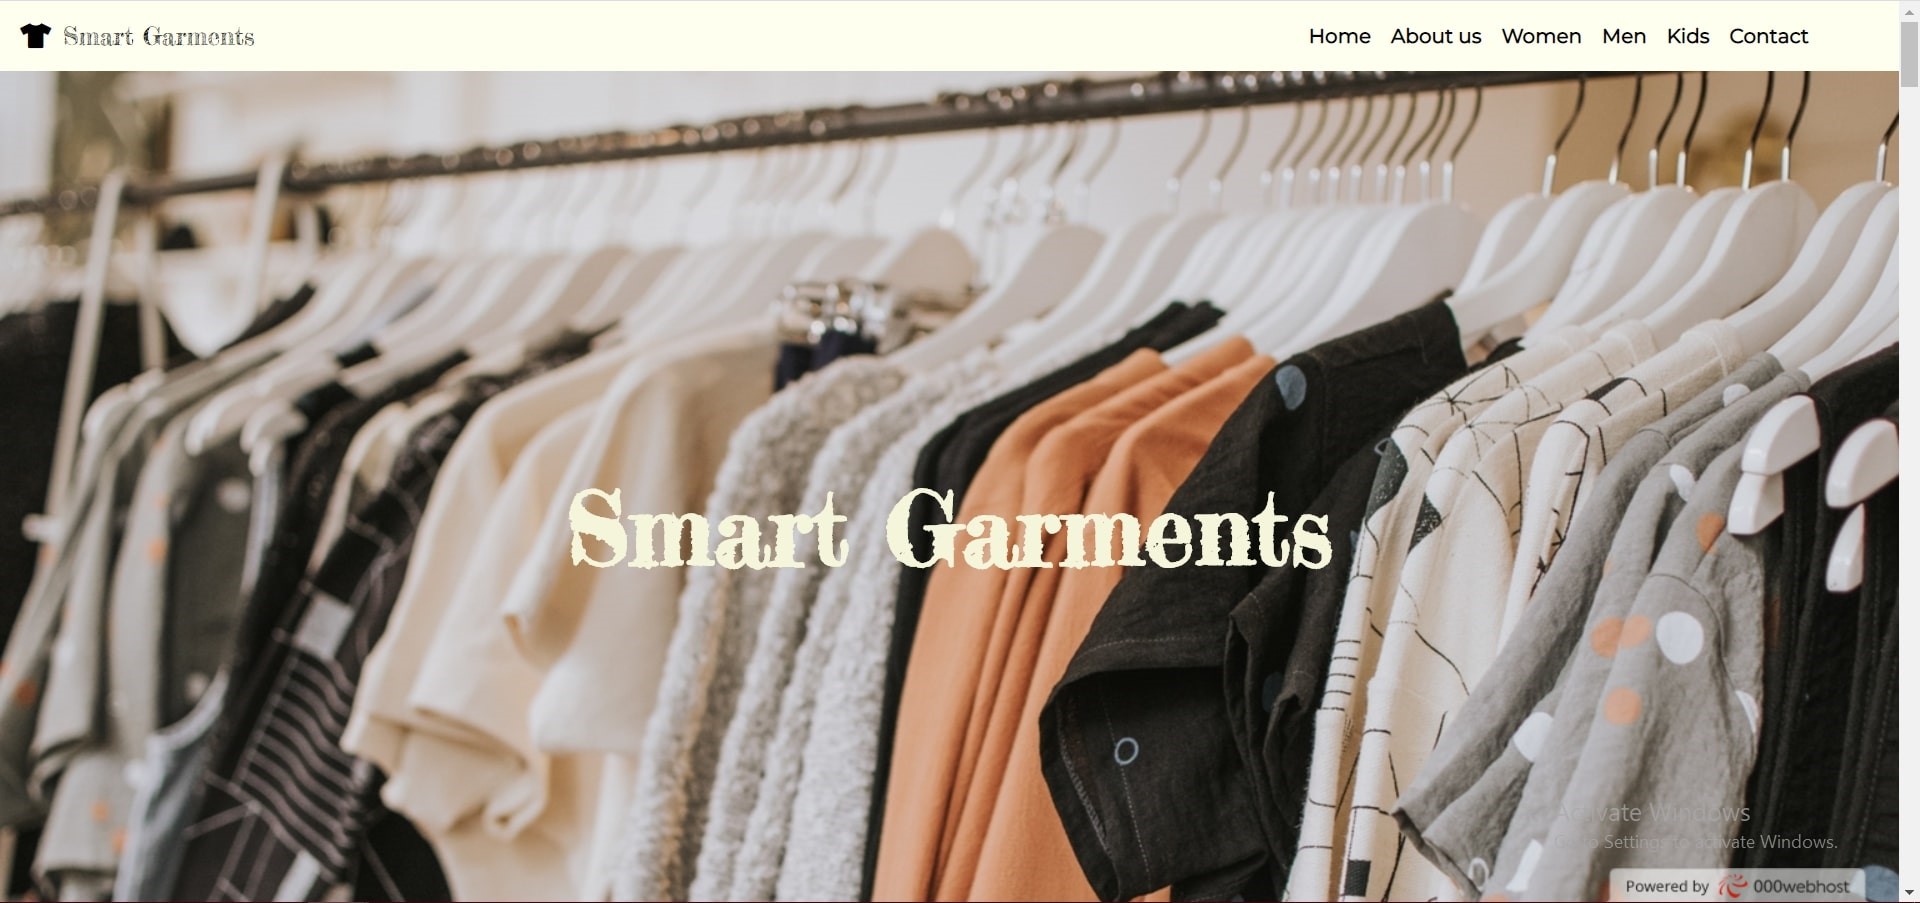 Smart Garments
Home About us Women Men Kids Contact
Smart Garments
Activate Windows
Go to Settings to activate Windows.
Powered by 000webhost